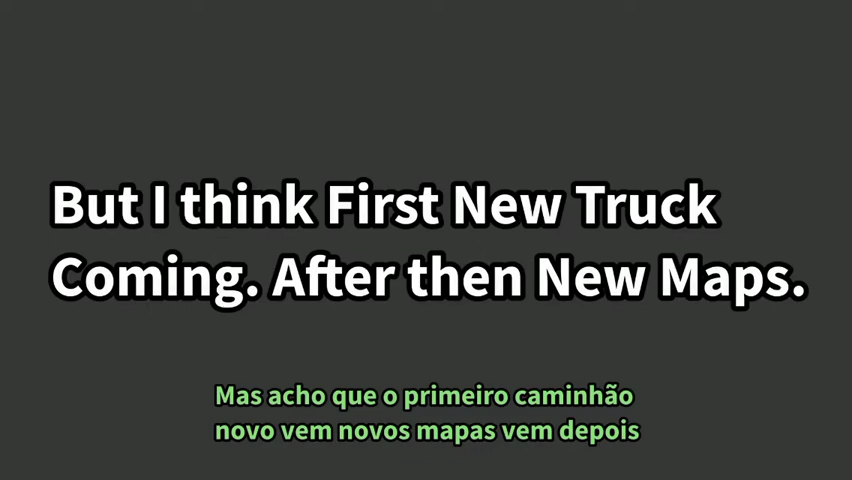 But I think First New Truck
Coming. After then New Maps.
Mas acho que o primeiro caminhão
novo vem novos mapas vem depois